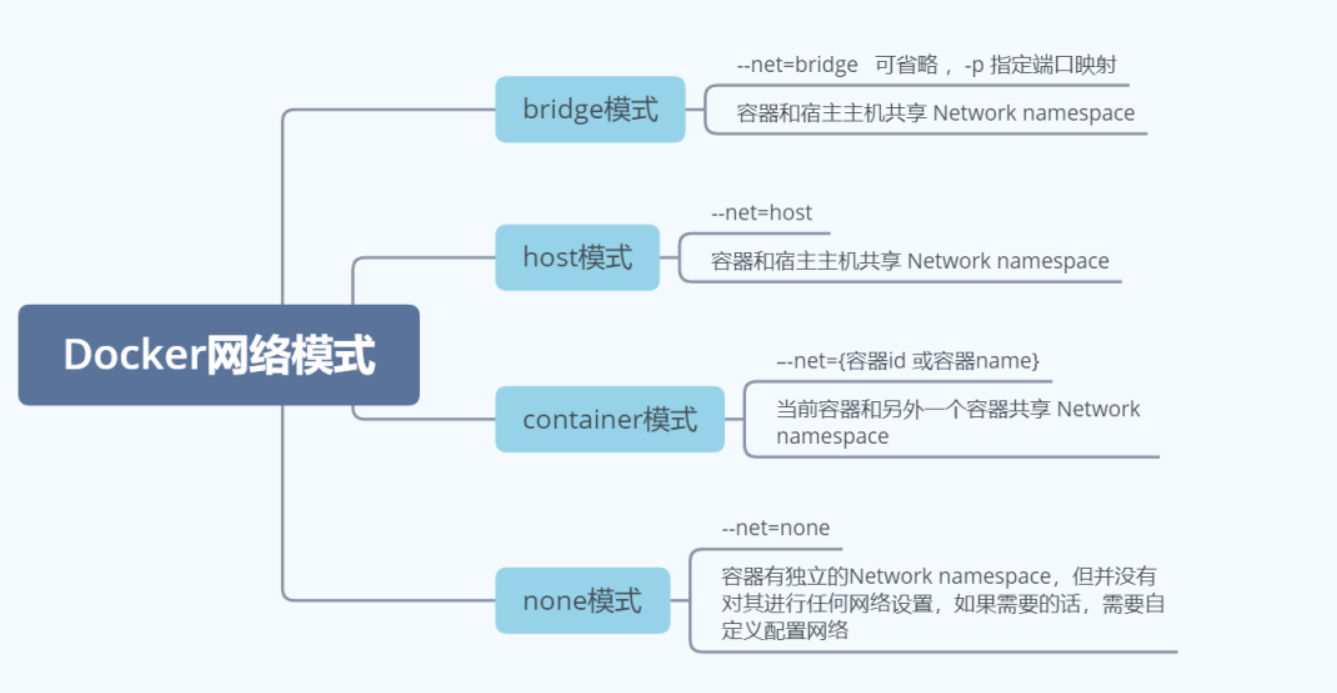 --net=bridge 可省略 ，-p 指定端口映射
bridge模式
容器和宿主主机共享 Network namespace
--net=host
host模式
容器和宿主主机共享 Network namespace
Docker网络模式
–-net={容器id 或容器name}
container模式
当前容器和另外一个容器共享 Network
namespace
--net=none
none模式
容器有独立的Network namespace，但并没有
对其进行任何网络设置，如果需要的话，需要自
定义配置网络